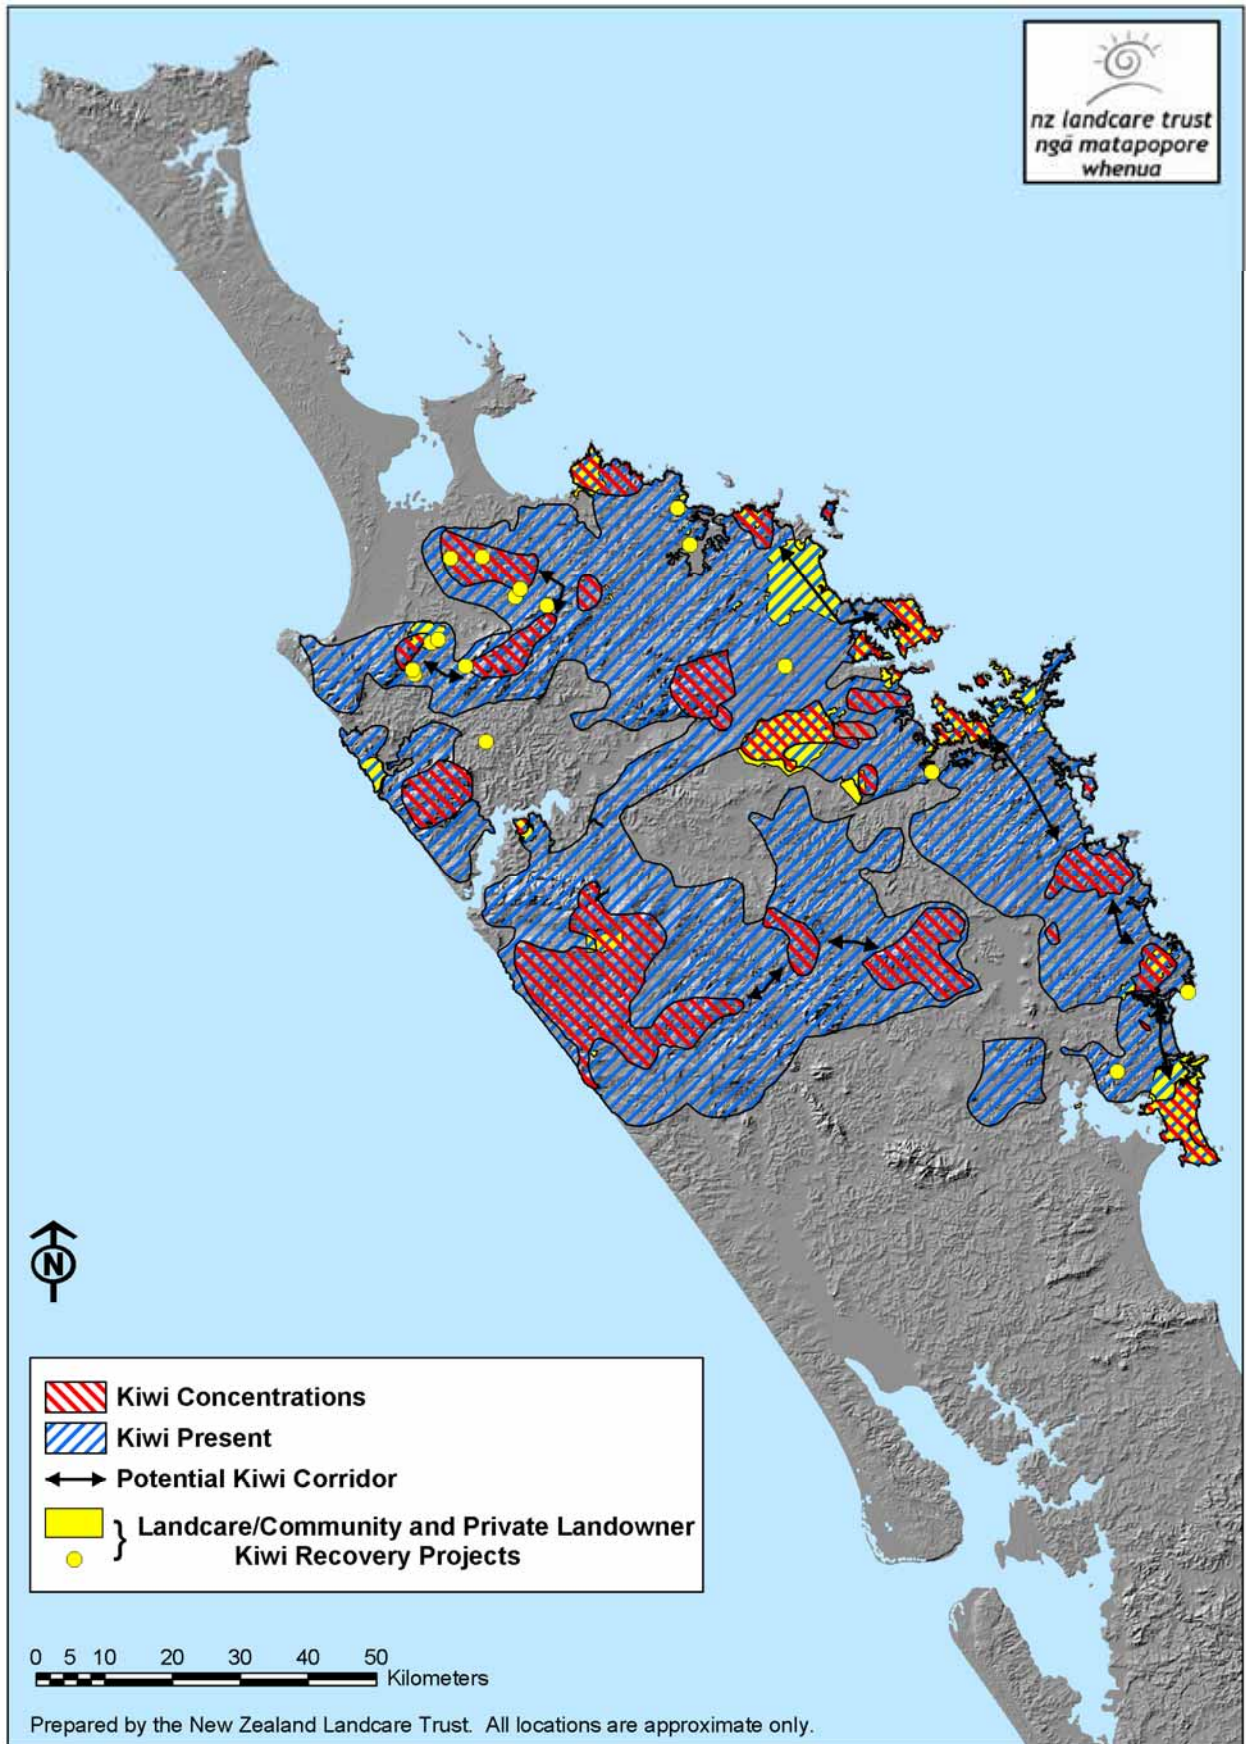 nz landcare trust
ngā matapopore
whenua
N
Kiwi Concentrations
Kiwi Present
Potential Kiwi Corridor
Landcare/Community and Private Landowner
Kiwi Recovery Projects
0 5 10 20 30 40 50
Kilometers
Prepared by the New Zealand Landcare Trust. All locations are approximate only.